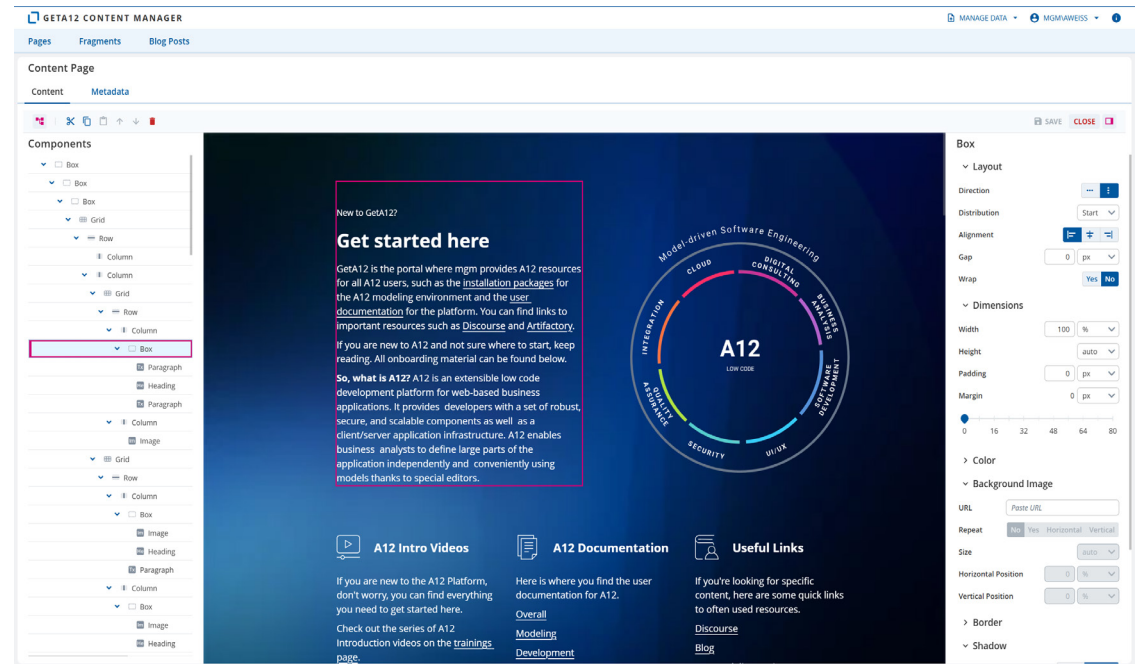 GETA12 CONTENT MANAGER
MANAGE DATA
MGM\AWEISS
Pages
Fragments
Blog Posts
Content Page
Content
Metadata
SAVE
CLOSE
Components
Box
Box
Box
Grid
Row
Column
Column
Grid
Row
Column
Box
Paragraph
Heading
Paragraph
Column
Image
Grid
Row
Column
Box
Image
Heading
Paragraph
Column
Box
Image
Heading
New to GetA12?
Get started here
GetA12 is the portal where mgm provides A12 resources
for all A12 users, such as the installation packages for
the A12 modeling environment and the user
documentation for the platform. You can find links to
important resources such as Discourse and Artifactory.
If you are new to A12 and not sure where to start, keep
reading. All onboarding material can be found below.
So, what is A12? A12 is an extensible low code
development platform for web-based business
applications. It provides developers with a set of robust,
secure, and scalable components as well as a
client/server application infrastructure. A12 enables
business analysts to define large parts of the
application independently and conveniently using
models thanks to special editors.
Model-driven Software Engineering
CLOUD
DIGITAL
CONSULTING
BUSINESS
ANALYSIS
SOFTWARE
DEVELOPMENT
UI/UX
SECURITY
QUALITY
ASSURANCE
INTEGRATION
A12
LOW CODE
A12 Intro Videos
If you are new to the A12 Platform,
don't worry, you can find everything
you need to get started here.
Check out the series of A12
Introduction videos on the trainings
page.
A12 Documentation
Here is where you find the user
documentation for A12.
Overall
Modeling
Development
Useful Links
If you're looking for specific
content, here are some quick links
to often used resources.
Discourse
Blog
Box
Layout
Direction
Distribution
Start
Alignment
Gap
0 px
Wrap
Yes No
Dimensions
Width
100 %
Height
auto
Padding
0 px
Margin
0 px
0 16 32 48 64 80
Color
Background Image
URL
Paste URL
Repeat
No Yes Horizontal Vertical
Size
auto
Horizontal Position
0 %
Vertical Position
0 %
Border
Shadow